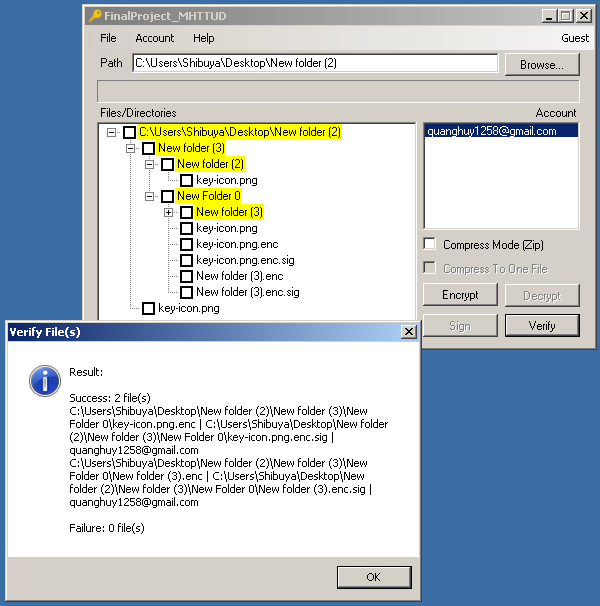 FinalProject_MHTTUD
File Account Help Guest
Path C:\Users\Shibuya\Desktop\New folder (2) Browse...
Files/Directories Account
C:\Users\Shibuya\Desktop\New folder (2)
quanghuy1258@gmail.com
New folder (3)
New folder (2)
key-icon.png
New Folder 0
New folder (3)
key-icon.png
key-icon.png.enc
Compress Mode (Zip)
key-icon.png.enc.sig
Compress To One File
New folder (3).enc
New folder (3).enc.sig
Encrypt Decrypt
key-icon.png
Sign Verify
Verify File(s)
Result:
Success: 2 file(s)
C:\Users\Shibuya\Desktop\New folder (2)\New folder (3)\New
Folder 0\key-icon.png.enc | C:\Users\Shibuya\Desktop\New folder
(2)\New folder (3)\New Folder 0\key-icon.png.enc.sig |
quanghuy1258@gmail.com
C:\Users\Shibuya\Desktop\New folder (2)\New folder (3)\New
Folder 0\New folder (3).enc | C:\Users\Shibuya\Desktop\New
folder (2)\New folder (3)\New Folder 0\New folder (3).enc.sig |
quanghuy1258@gmail.com
Failure: 0 file(s)
OK